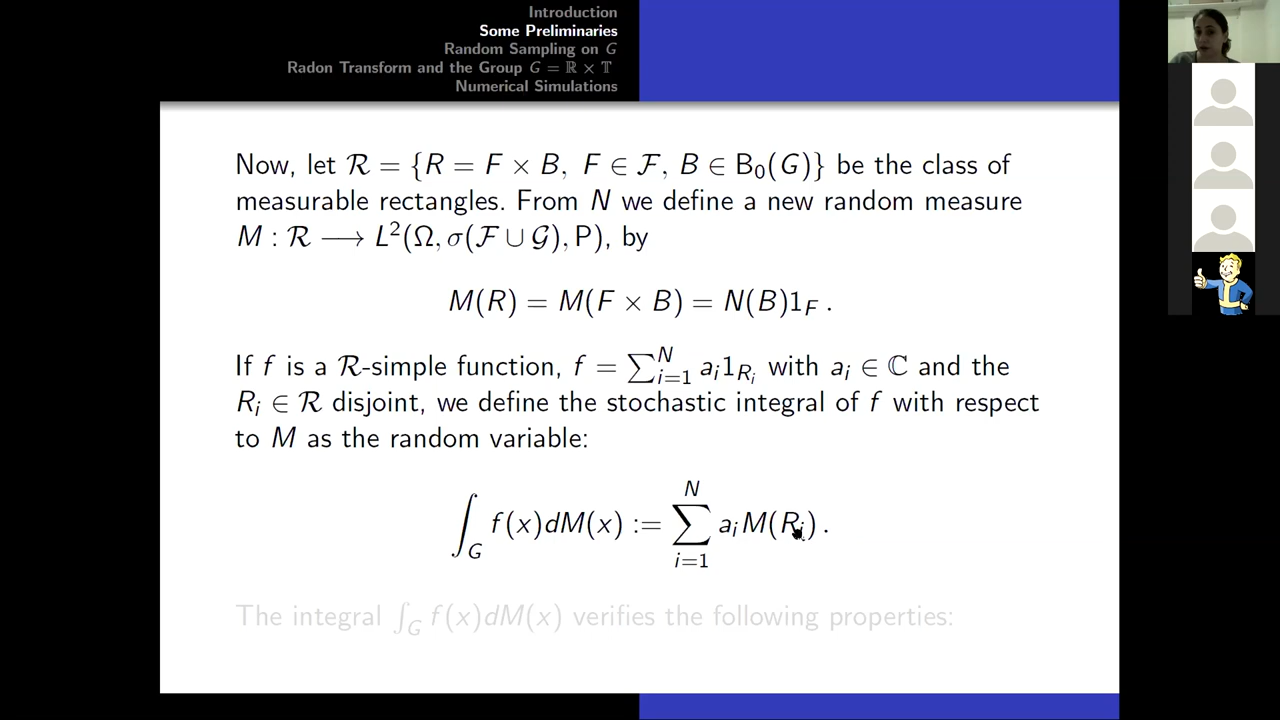 Introduction
Some Preliminaries
Random Sampling on G
Radon Transform and the Group G = ℝ × 𝕋
Numerical Simulations
Now, let ℛ = {R = F × B, F ∈ ℱ, B ∈ B₀(G)} be the class of
measurable rectangles. From N we define a new random measure
M : ℛ ⟶ L²(Ω, σ(ℱ ∪ 𝒢), P), by
M(R) = M(F × B) = N(B)1_F .
If f is a ℛ-simple function, f = ∑_{i=1}^{N} a_i 1_{R_i} with a_i ∈ ℂ and the
R_i ∈ ℛ disjoint, we define the stochastic integral of f with respect
to M as the random variable:
∫_G f(x)dM(x) := ∑_{i=1}^{N} a_i M(R_i) .
The integral ∫_G f(x)dM(x) verifies the following properties: